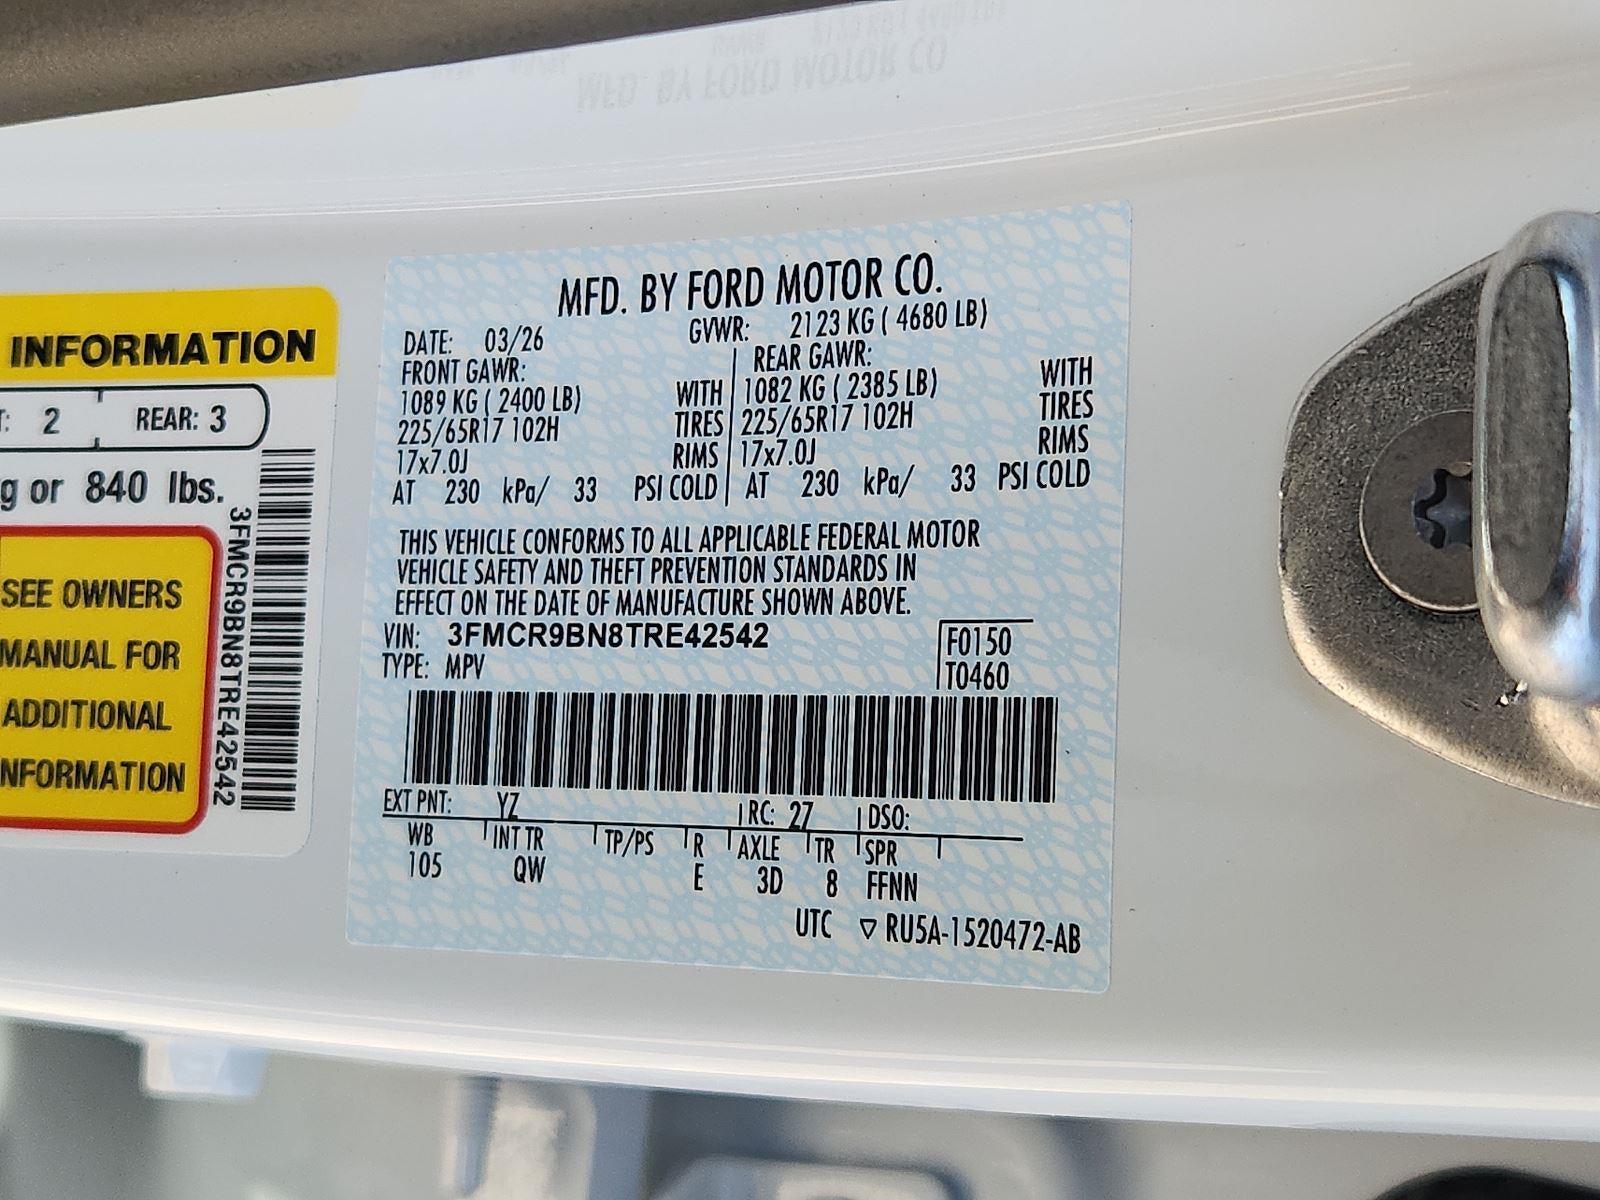 MFD. BY FORD MOTOR CO.
INFORMATION
2 REAR: 3
g or 840 lbs.
SEE OWNERS
MANUAL FOR
ADDITIONAL
NFORMATION
3FMCR9BN8TRE42542
MFD. BY FORD MOTOR CO.
DATE: 03/26 GVWR: 2123 KG ( 4680 LB)
FRONT GAWR: REAR GAWR:
1089 KG ( 2400 LB) WITH 1082 KG ( 2385 LB) WITH
225/65R17 102H TIRES 225/65R17 102H TIRES
17x7.0J RIMS 17x7.0J RIMS
AT 230 kPa/ 33 PSI COLD AT 230 kPa/ 33 PSI COLD
THIS VEHICLE CONFORMS TO ALL APPLICABLE FEDERAL MOTOR
VEHICLE SAFETY AND THEFT PREVENTION STANDARDS IN
EFFECT ON THE DATE OF MANUFACTURE SHOWN ABOVE.
VIN: 3FMCR9BN8TRE42542 F0150
TYPE: MPV T0460
EXT PNT: YZ RC: 27 DSO:
WB INT TR TP/PS R AXLE TR SPR
105 QW E 3D 8 FFNN
UTC ▽ RU5A-1520472-AB